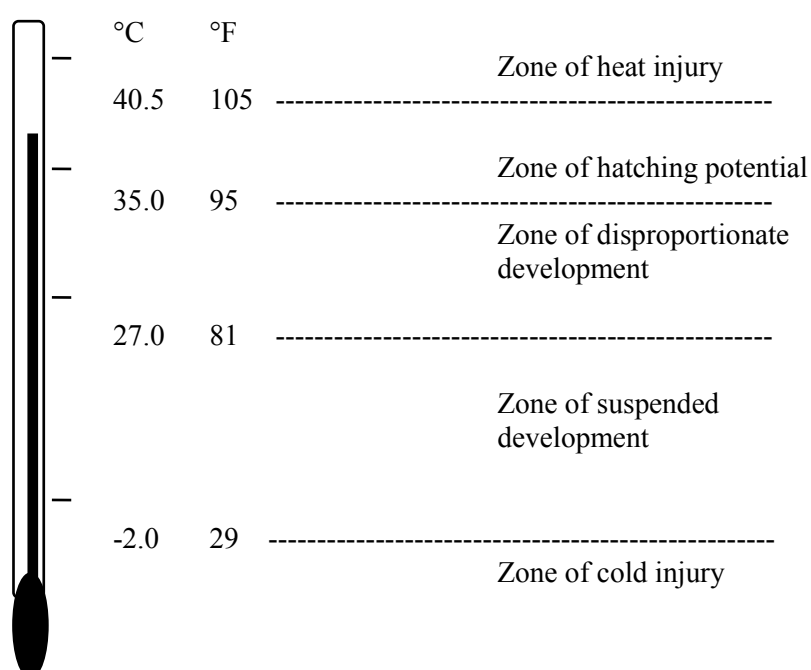 °C °F
Zone of heat injury
40.5 105 ---------------------------------------------------
Zone of hatching potential
35.0 95 ---------------------------------------------------
Zone of disproportionate
development
27.0 81 ---------------------------------------------------
Zone of suspended
development
-2.0 29 ----------------------------------------------------
Zone of cold injury